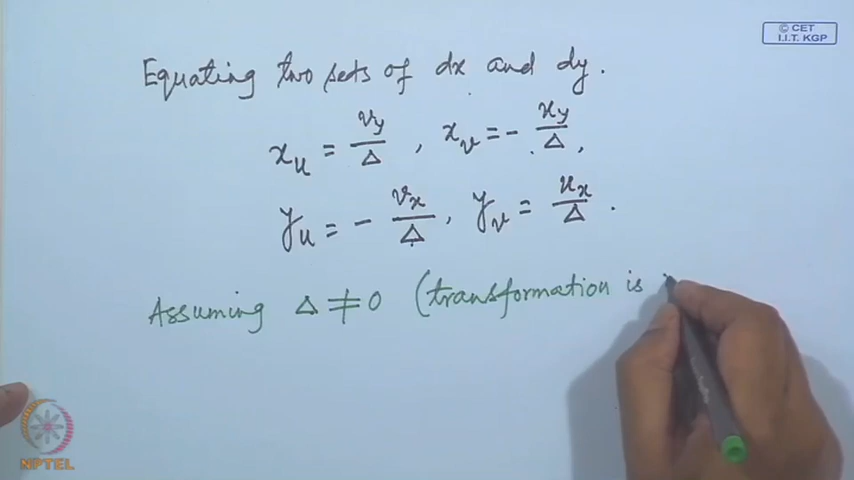 © CET
I.I.T. KGP
Equating two sets of dx and dy.
x_u = v_y/Δ , x_v = - u_y/Δ ,
y_u = - v_x/Δ , y_v = u_x/Δ .
Assuming Δ ≠ 0 (transformation is
NPTEL